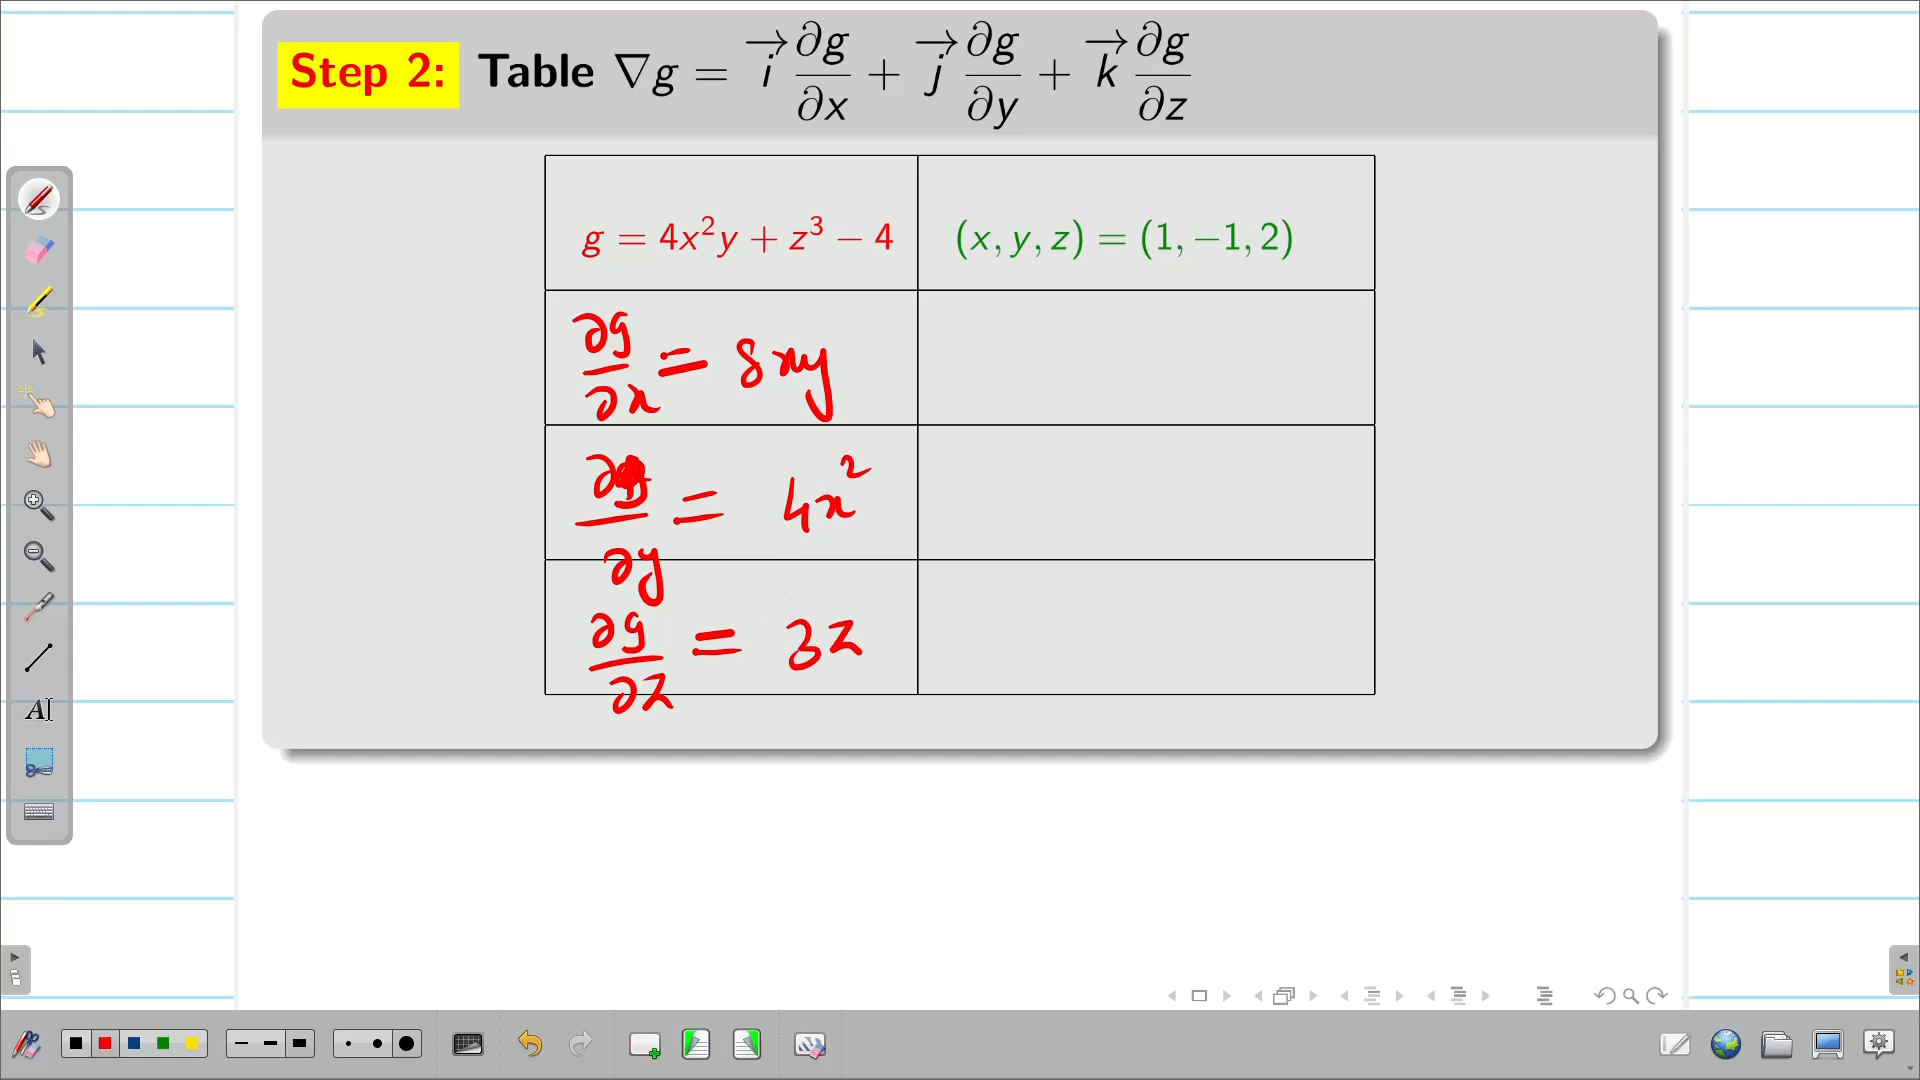 Step 2: Table ∇g = i⃗ ∂g/∂x + j⃗ ∂g/∂y + k⃗ ∂g/∂z
g = 4x²y + z³ − 4 (x, y, z) = (1, −1, 2)
∂g/∂x = 8xy
∂g/∂y = 4x²
∂g/∂z = 3z
A